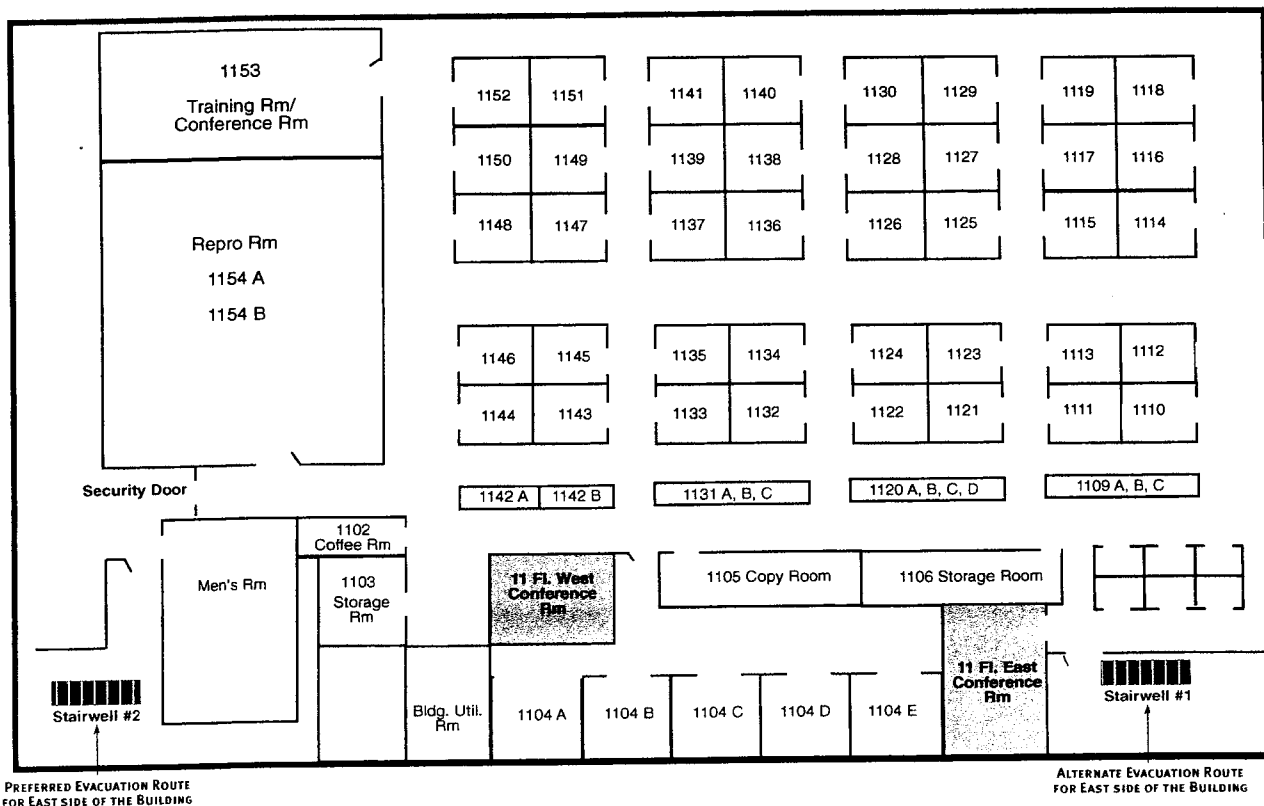 1153
Training Rm/
Conference Rm
Repro Rm
1154 A
1154 B
1152 1151
1150 1149
1148 1147
1141 1140
1139 1138
1137 1136
1130 1129
1128 1127
1126 1125
1119 1118
1117 1116
1115 1114
1146 1145
1144 1143
1135 1134
1133 1132
1124 1123
1122 1121
1113 1112
1111 1110
Security Door
1142 A 1142 B
1131 A, B, C
1120 A, B, C, D
1109 A, B, C
Men's Rm
1102
Coffee Rm
1103
Storage
Rm
11 Fl. West
Conference
Rm
1105 Copy Room
1106 Storage Room
11 Fl. East
Conference
Rm
Stairwell #2
Bldg. Util.
Rm
1104 A
1104 B
1104 C
1104 D
1104 E
Stairwell #1
PREFERRED EVACUATION ROUTE
FOR EAST SIDE OF THE BUILDING
ALTERNATE EVACUATION ROUTE
FOR EAST SIDE OF THE BUILDING